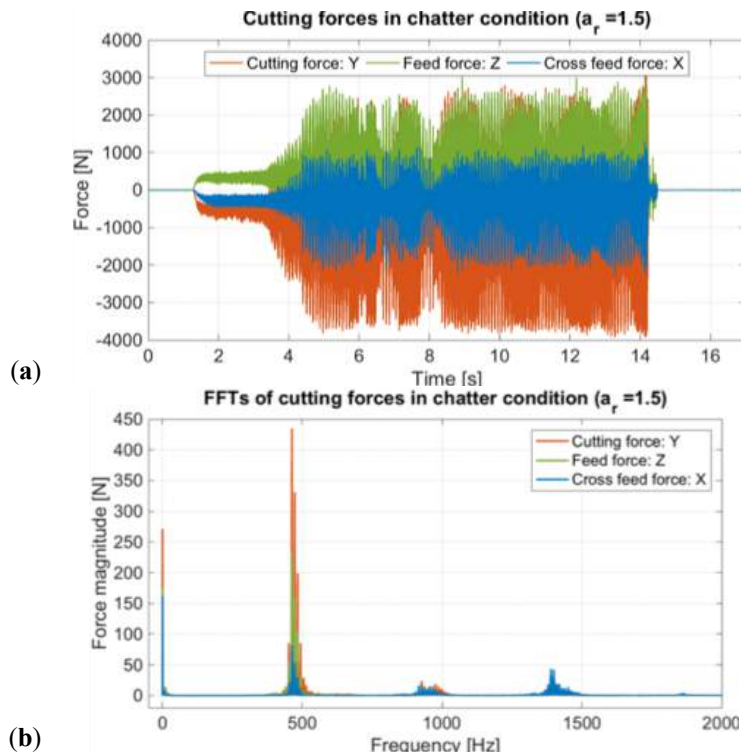 Cutting forces in chatter condition (a_r =1.5)
Cutting force: Y Feed force: Z Cross feed force: X
Force [N]
4000
3000
2000
1000
0
-1000
-2000
-3000
-4000
0 2 4 6 8 10 12 14 16
Time [s]
(a)
FFTs of cutting forces in chatter condition (a_r =1.5)
Cutting force: Y
Feed force: Z
Cross feed force: X
Force magnitude [N]
450
400
350
300
250
200
150
100
50
0
0 500 1000 1500 2000
Frequency [Hz]
(b)